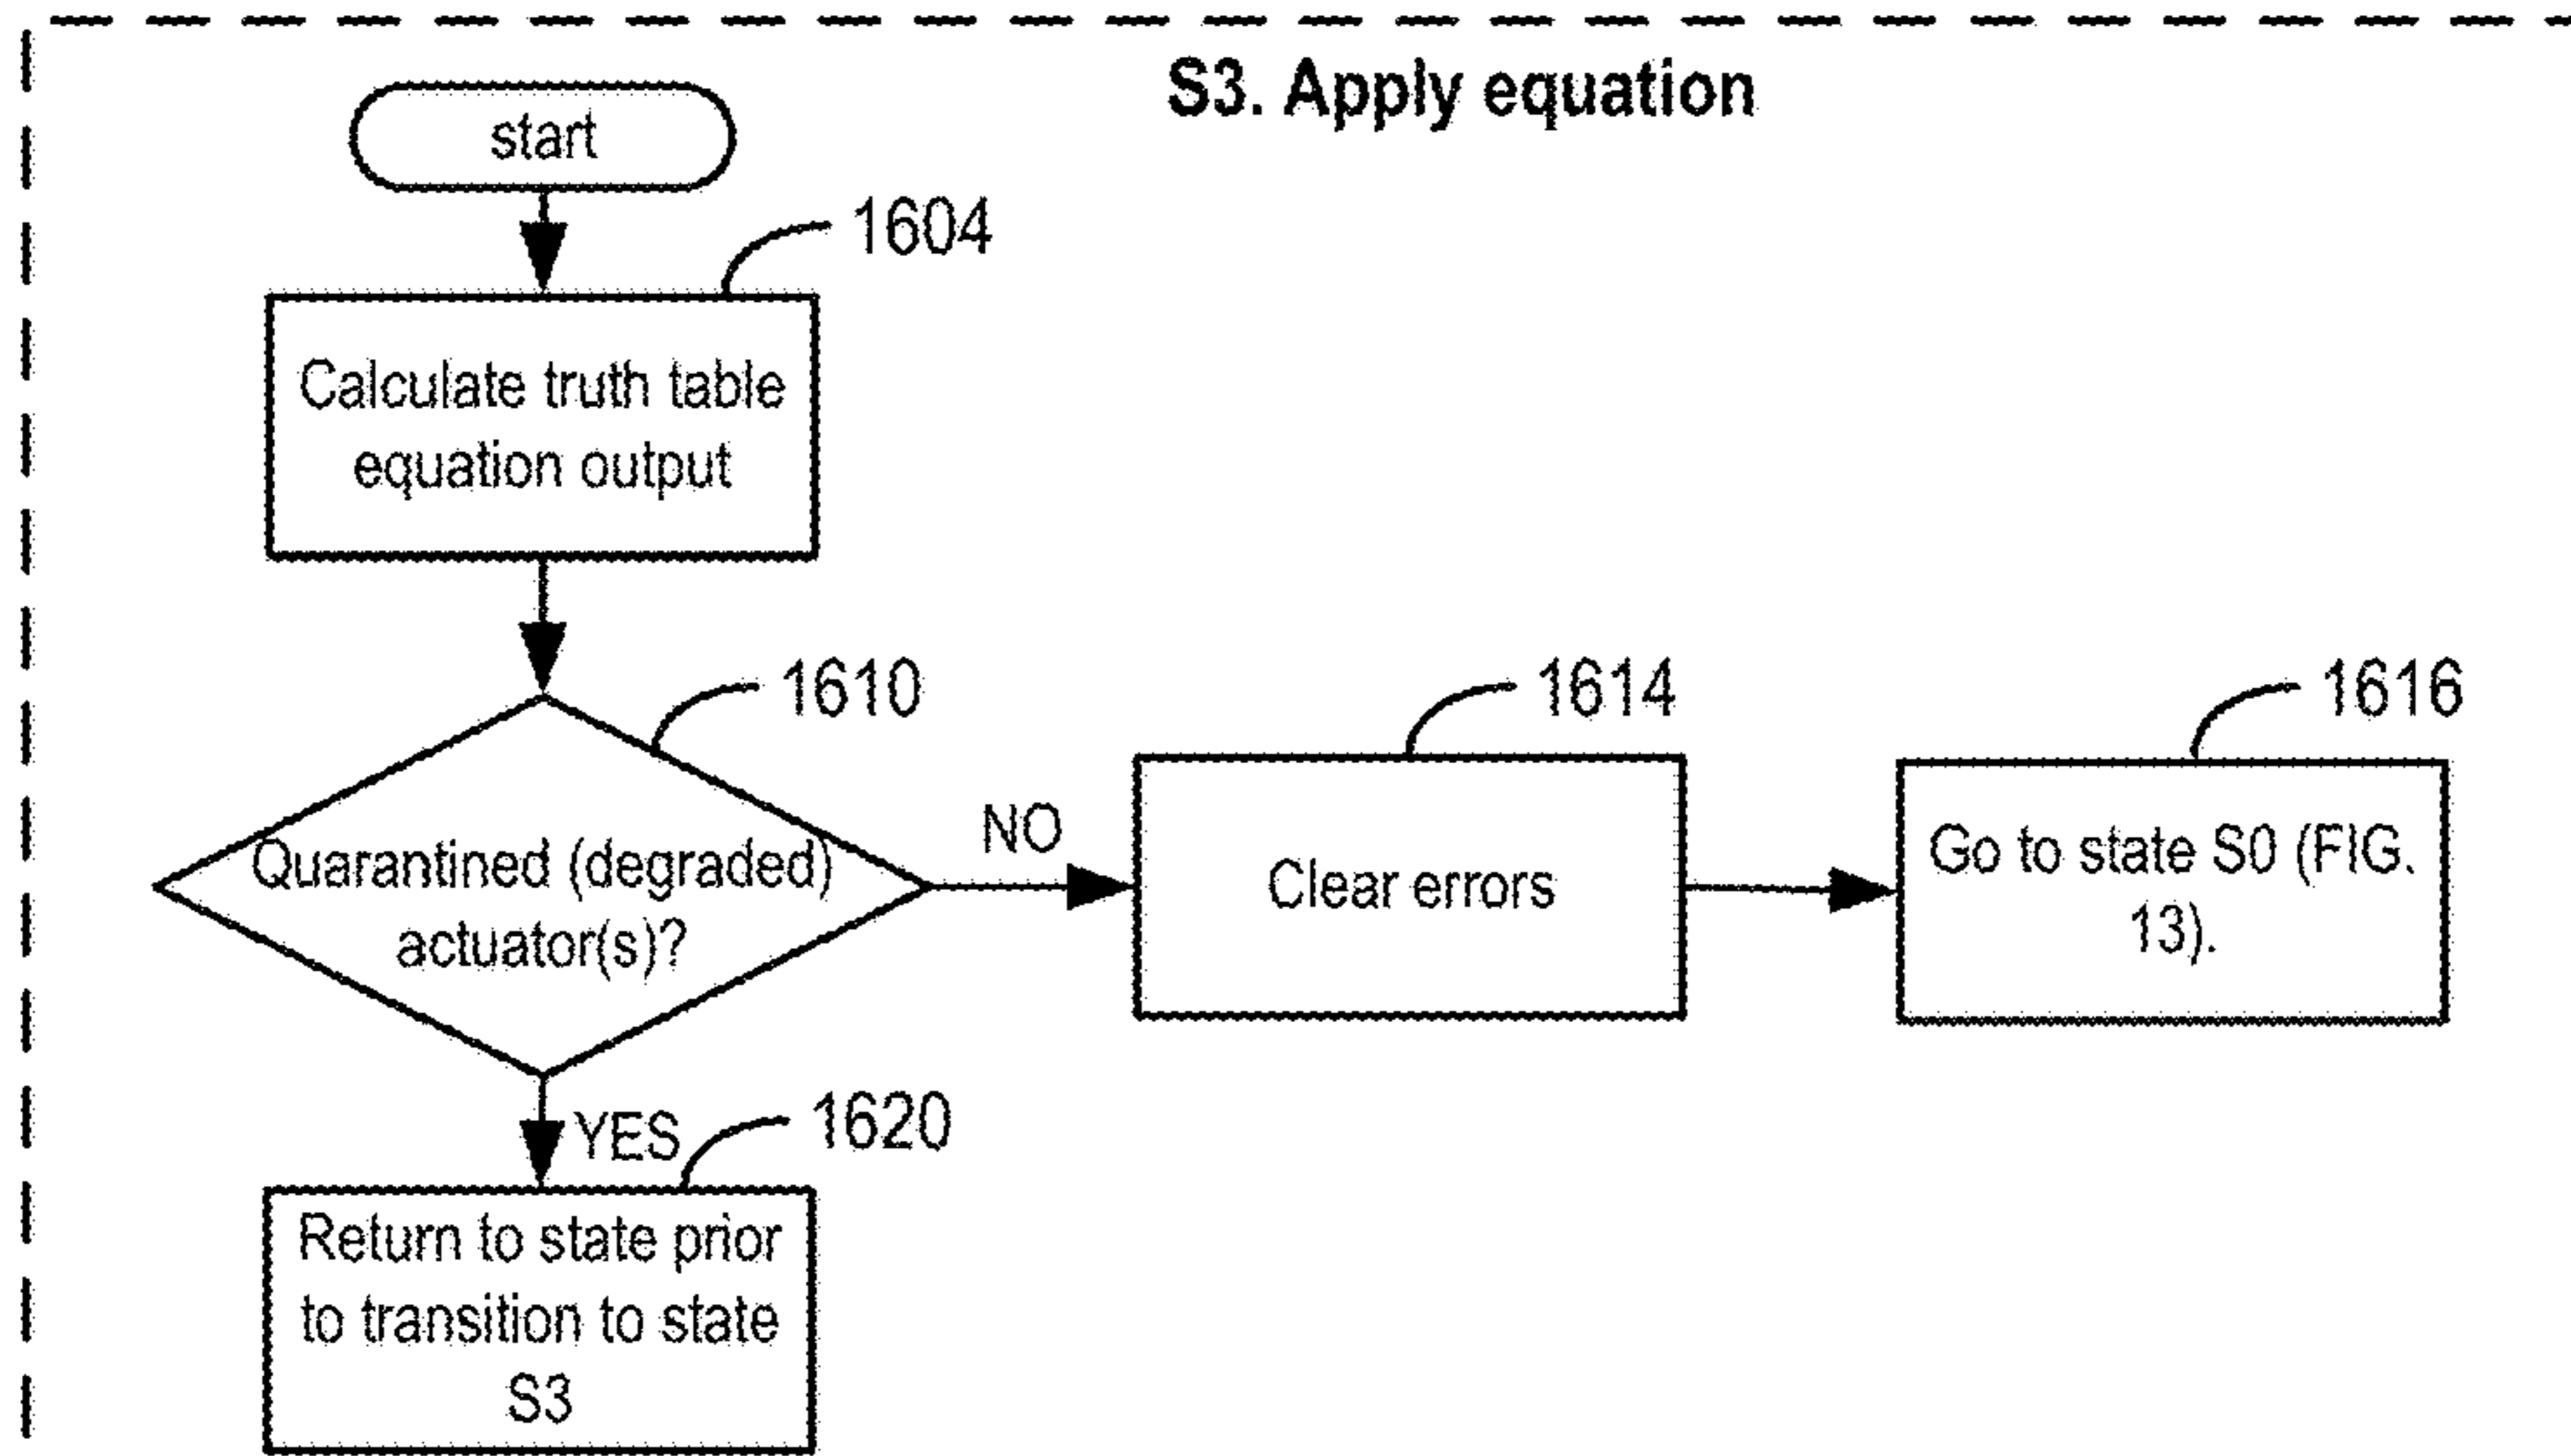 S3. Apply equation
start
1604
Calculate truth table
equation output
1610
Quarantined (degraded)
actuator(s)?
NO
1614
Clear errors
1616
Go to state S0 (FIG.
13).
YES
1620
Return to state prior
to transition to state
S3